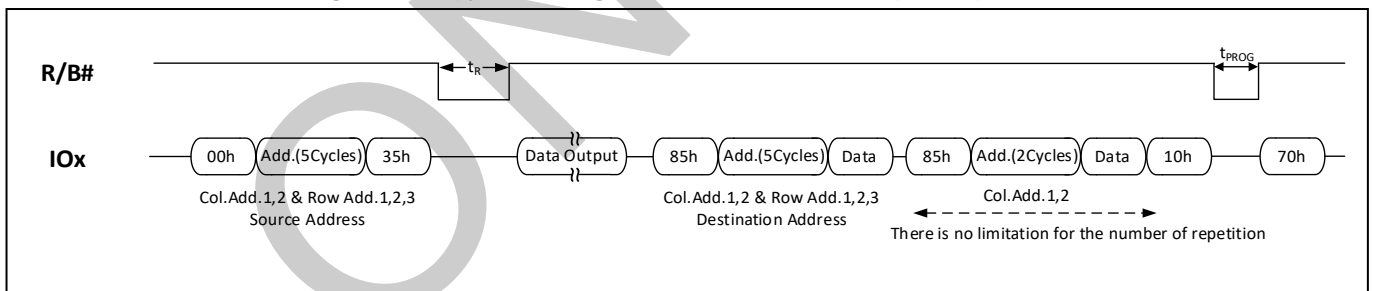 R/B#
tR
tPROG
IOx
00h Add.(5Cycles) 35h Data Output 85h Add.(5Cycles) Data 85h Add.(2Cycles) Data 10h 70h
Col.Add.1,2 & Row Add.1,2,3
Source Address
Col.Add.1,2 & Row Add.1,2,3
Destination Address
Col.Add.1,2
There is no limitation for the number of repetition